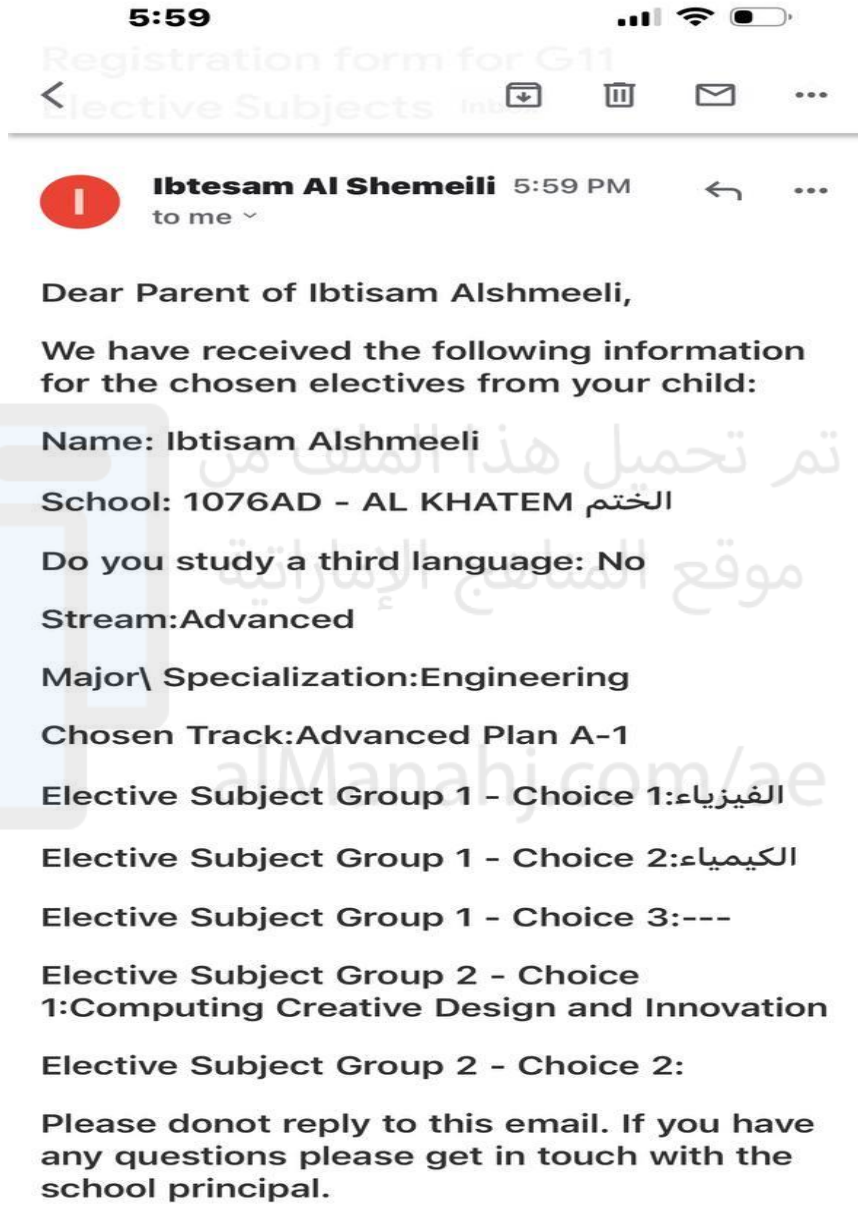 5:59
Registration form for G11
Elective Subjects Inbox
I
Ibtesam Al Shemeili 5:59 PM
to me
Dear Parent of Ibtisam Alshmeeli,
We have received the following information
for the chosen electives from your child:
Name: Ibtisam Alshmeeli
تم تحميل هذا الملف من
School: 1076AD - AL KHATEM الختم
Do you study a third language: No
موقع المناهج الإماراتية
Stream:Advanced
Major\ Specialization:Engineering
Chosen Track:Advanced Plan A-1
alManahj.com/ae
Elective Subject Group 1 - Choice 1:الفيزياء
Elective Subject Group 1 - Choice 2:الكيمياء
Elective Subject Group 1 - Choice 3:---
Elective Subject Group 2 - Choice
1:Computing Creative Design and Innovation
Elective Subject Group 2 - Choice 2:
Please donot reply to this email. If you have
any questions please get in touch with the
school principal.